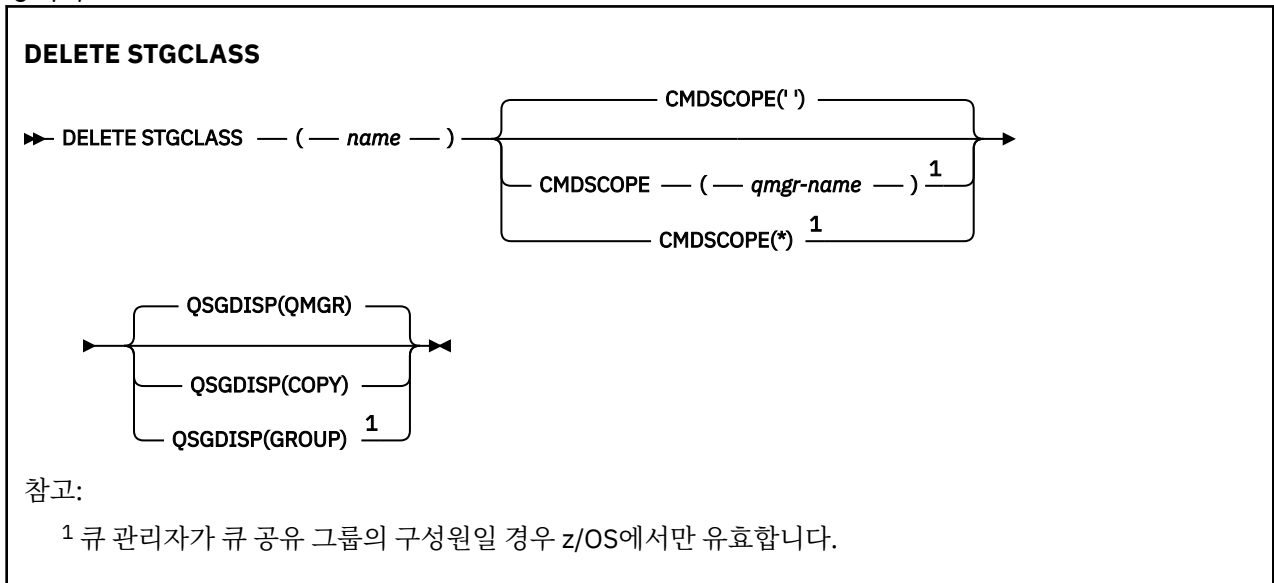 DELETE STGCLASS
CMDSCOPE(' ')
DELETE STGCLASS ( name )
CMDSCOPE ( qmgr-name ) 1
CMDSCOPE(*) 1
QSGDISP(QMGR)
QSGDISP(COPY)
QSGDISP(GROUP) 1
참고:
1 큐 관리자가 큐 공유 그룹의 구성원일 경우 z/OS에서만 유효합니다.